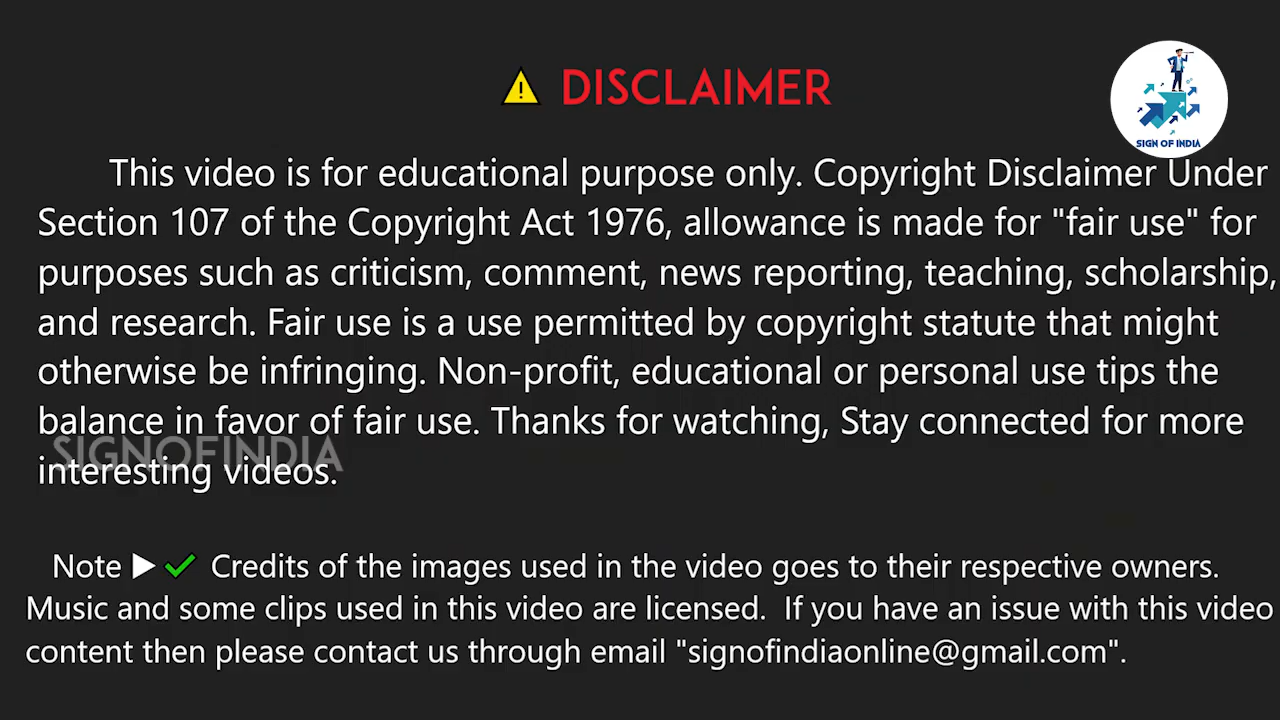 ⚠ DISCLAIMER
SIGN OF INDIA
This video is for educational purpose only. Copyright Disclaimer Under
Section 107 of the Copyright Act 1976, allowance is made for "fair use" for
purposes such as criticism, comment, news reporting, teaching, scholarship,
and research. Fair use is a use permitted by copyright statute that might
otherwise be infringing. Non-profit, educational or personal use tips the
balance in favor of fair use. Thanks for watching, Stay connected for more
SIGNOFINDIA
interesting videos.
Note ▶ ✔ Credits of the images used in the video goes to their respective owners.
Music and some clips used in this video are licensed. If you have an issue with this video
content then please contact us through email "signofindiaonline@gmail.com".